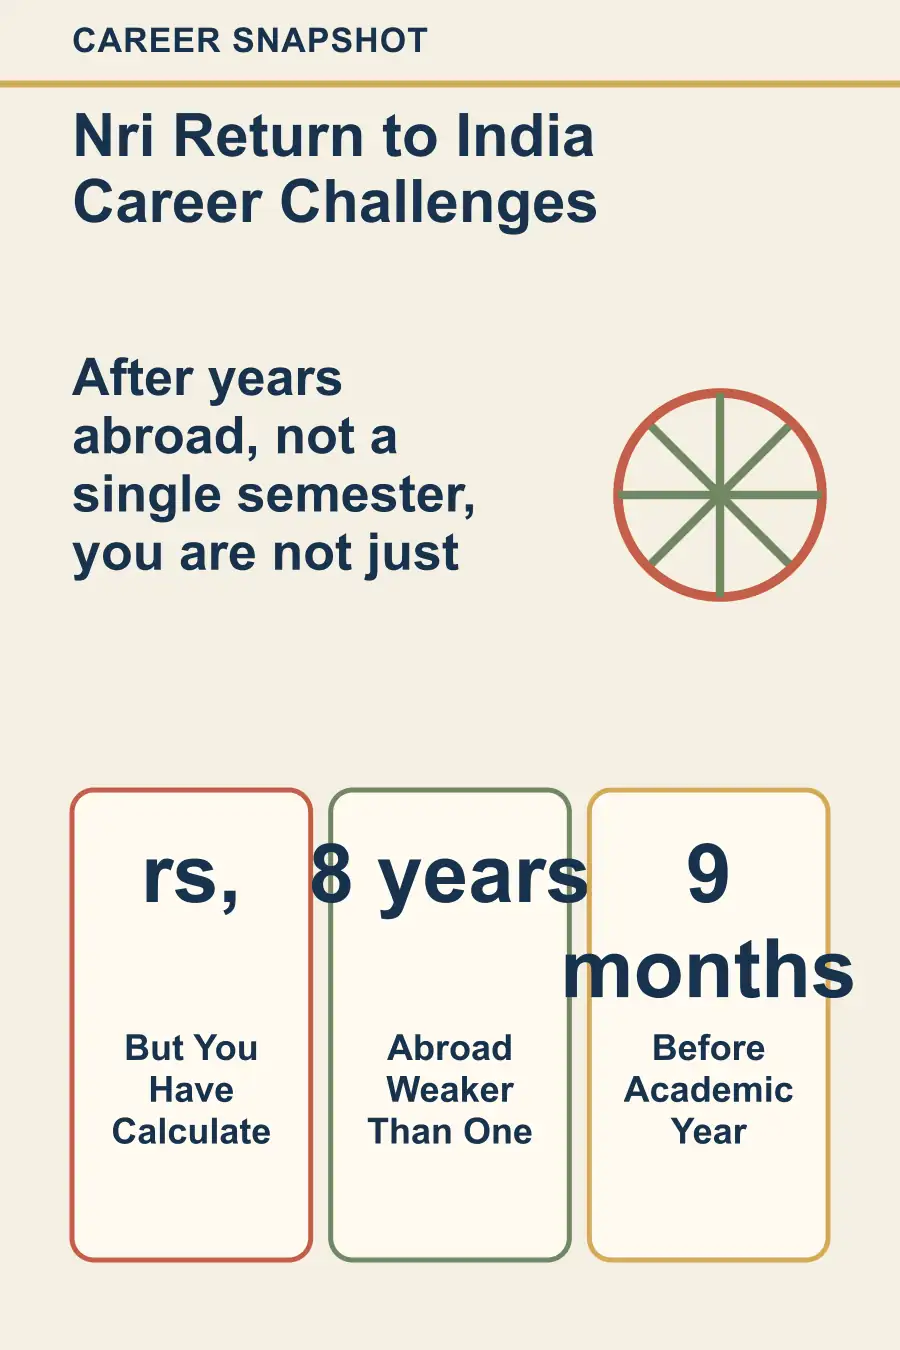 CAREER SNAPSHOT
Nri Return to India
Career Challenges
After years
abroad, not a
single semester,
you are not just
rs,
But You
Have
Calculate
8 years
Abroad
Weaker
Than One
9
months
Before
Academic
Year